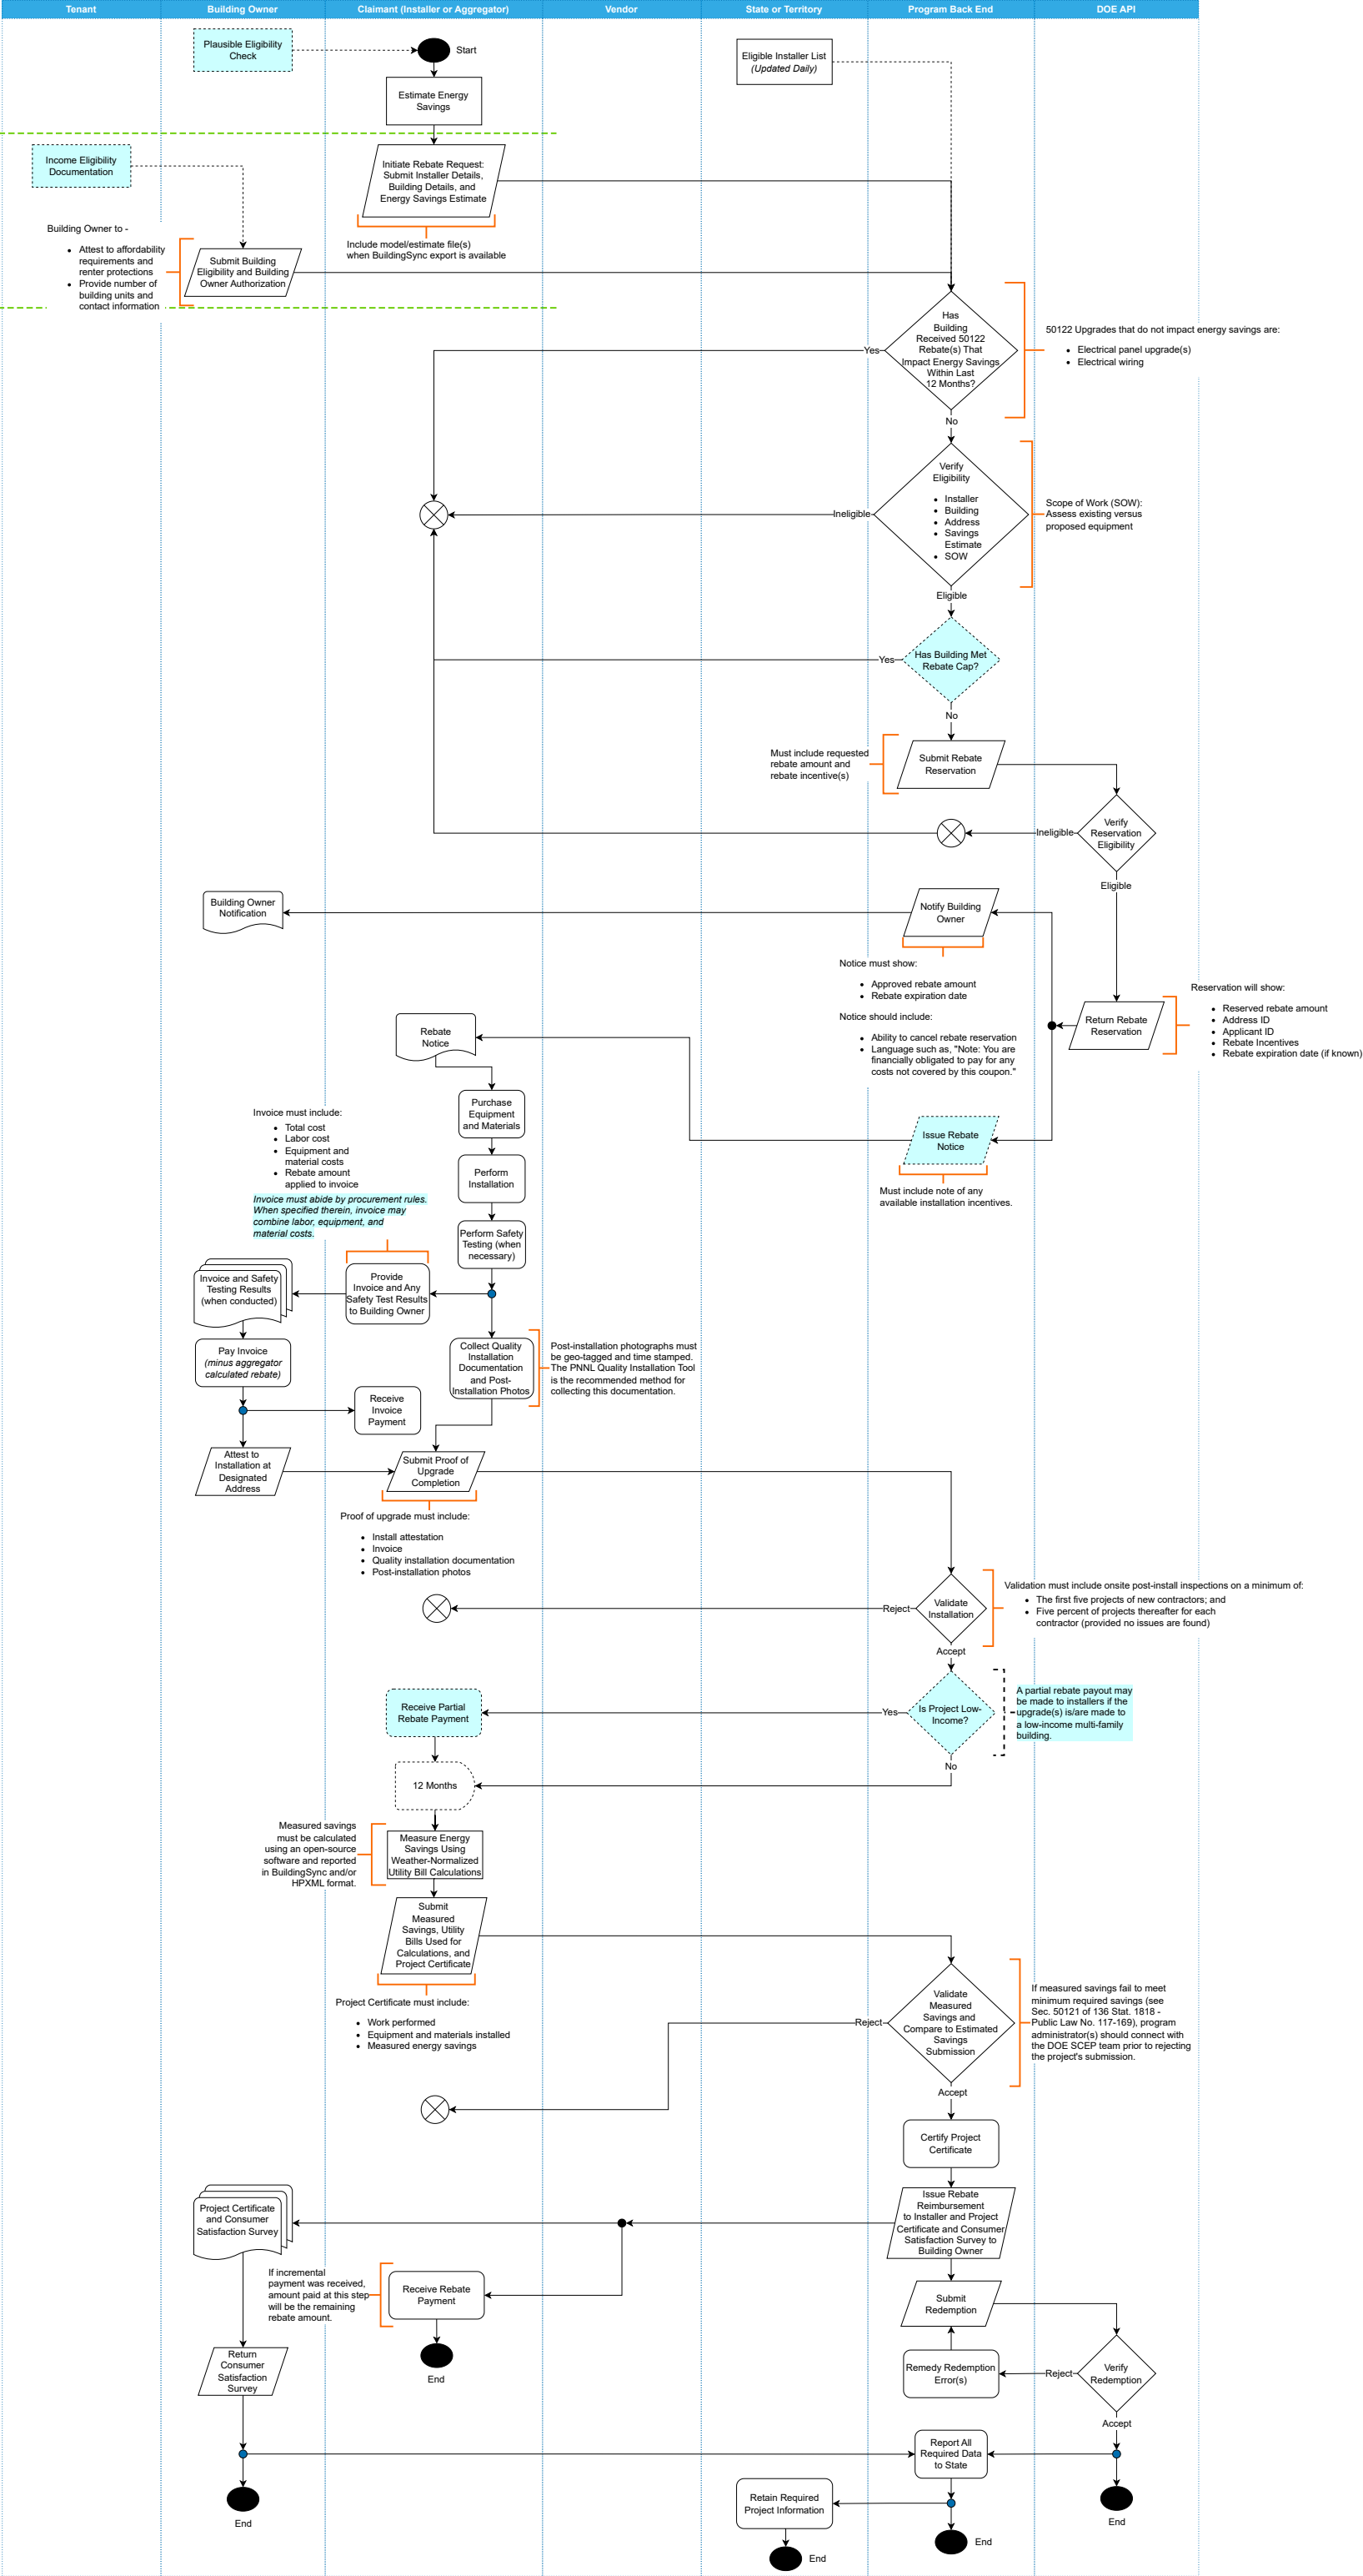 Tenant
Building Owner
Claimant (Installer or Aggregator)
Vendor
State or Territory
Program Back End
DOE API
Plausible Eligibility
Check
Start
Eligible Installer List
(Updated Daily)
Estimate Energy
Savings
Income Eligibility
Documentation
Initiate Rebate Request:
Submit Installer Details,
Building Details, and
Energy Savings Estimate
Include model/estimate file(s)
when BuildingSync export is available
Building Owner to -
• Attest to affordability
requirements and
renter protections
• Provide number of
building units and
contact information
Submit Building
Eligibility and Building
Owner Authorization
Has
Building
Received 50122
Rebate(s) That
Impact Energy Savings
Within Last
12 Months?
Yes
No
50122 Upgrades that do not impact energy savings are:
• Electrical panel upgrade(s)
• Electrical wiring
Verify
Eligibility
• Installer
• Building
• Address
• Savings
Estimate
• SOW
Ineligible
Eligible
Scope of Work (SOW):
Assess existing versus
proposed equipment
Has Building Met
Rebate Cap?
Yes
No
Must include requested
rebate amount and
rebate incentive(s)
Submit Rebate
Reservation
Verify
Reservation
Eligibility
Ineligible
Eligible
Building Owner
Notification
Notify Building
Owner
Notice must show:
• Approved rebate amount
• Rebate expiration date
Notice should include:
• Ability to cancel rebate reservation
• Language such as, "Note: You are
financially obligated to pay for any
costs not covered by this coupon."
Return Rebate
Reservation
Reservation will show:
• Reserved rebate amount
• Address ID
• Applicant ID
• Rebate Incentives
• Rebate expiration date (if known)
Rebate
Notice
Purchase
Equipment
and Materials
Issue Rebate
Notice
Must include note of any
available installation incentives.
Invoice must include:
• Total cost
• Labor cost
• Equipment and
material costs
• Rebate amount
applied to invoice
Invoice must abide by procurement rules.
When specified therein, invoice may
combine labor, equipment, and
material costs.
Perform
Installation
Perform Safety
Testing (when
necessary)
Invoice and Safety
Testing Results
(when conducted)
Provide
Invoice and Any
Safety Test Results
to Building Owner
Pay Invoice
(minus aggregator
calculated rebate)
Collect Quality
Installation
Documentation
and Post-
Installation Photos
Post-installation photographs must
be geo-tagged and time stamped.
The PNNL Quality Installation Tool
is the recommended method for
collecting this documentation.
Receive
Invoice
Payment
Attest to
Installation at
Designated
Address
Submit Proof of
Upgrade
Completion
Proof of upgrade must include:
• Install attestation
• Invoice
• Quality installation documentation
• Post-installation photos
Validate
Installation
Reject
Accept
Validation must include onsite post-install inspections on a minimum of:
• The first five projects of new contractors; and
• Five percent of projects thereafter for each
contractor (provided no issues are found)
Receive Partial
Rebate Payment
Yes
Is Project Low-
Income?
No
A partial rebate payout may
be made to installers if the
upgrade(s) is/are made to
a low-income multi-family
building.
12 Months
Measured savings
must be calculated
using an open-source
software and reported
in BuildingSync and/or
HPXML format.
Measure Energy
Savings Using
Weather-Normalized
Utility Bill Calculations
Submit
Measured
Savings, Utility
Bills Used for
Calculations, and
Project Certificate
Project Certificate must include:
• Work performed
• Equipment and materials installed
• Measured energy savings
Validate
Measured
Savings and
Compare to Estimated
Savings
Submission
Reject
Accept
If measured savings fail to meet
minimum required savings (see
Sec. 50121 of 136 Stat. 1818 -
Public Law No. 117-169), program
administrator(s) should connect with
the DOE SCEP team prior to rejecting
the project's submission.
Certify Project
Certificate
Issue Rebate
Reimbursement
to Installer and Project
Certificate and Consumer
Satisfaction Survey to
Building Owner
Project Certificate
and Consumer
Satisfaction Survey
If incremental
payment was received,
amount paid at this step
will be the remaining
rebate amount.
Receive Rebate
Payment
End
Submit
Redemption
Return
Consumer
Satisfaction
Survey
Remedy Redemption
Error(s)
Reject
Verify
Redemption
Accept
Report All
Required Data
to State
Retain Required
Project Information
End
End
End
End